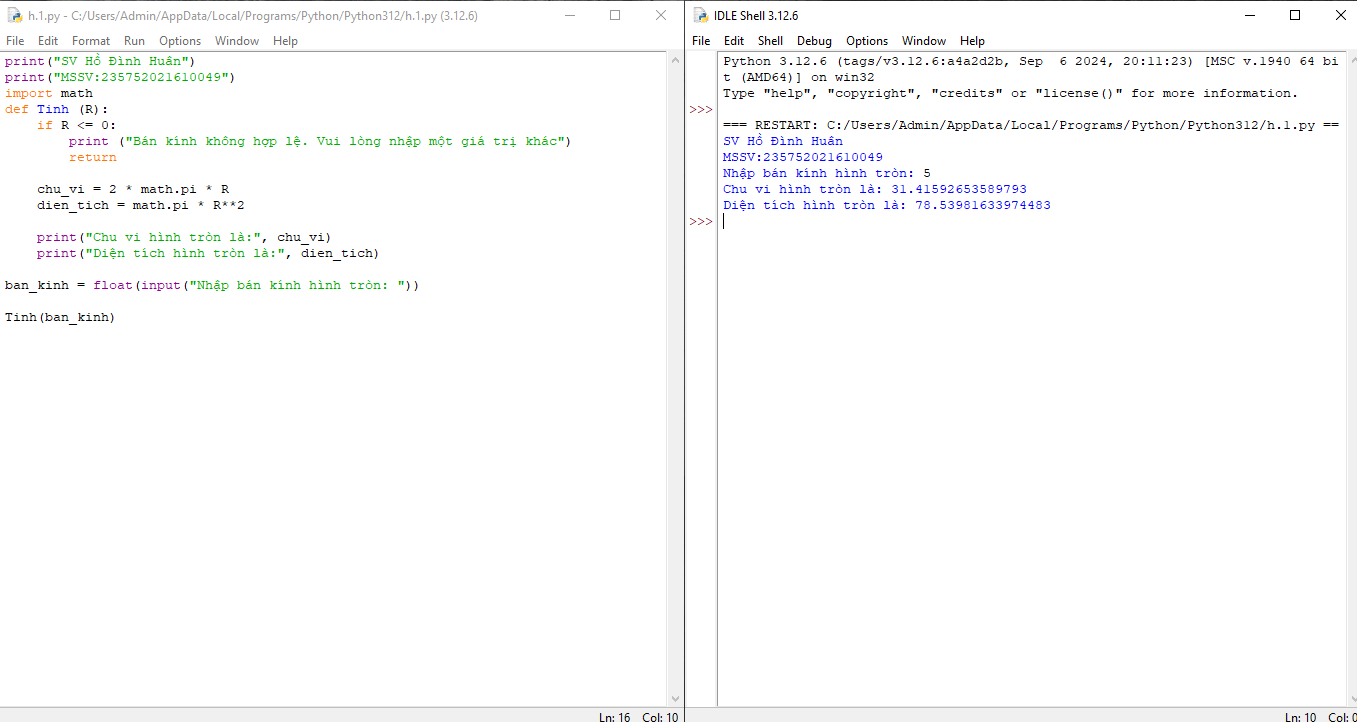 h.1.py - C:/Users/Admin/AppData/Local/Programs/Python/Python312/h.1.py (3.12.6)
File Edit Format Run Options Window Help
print("SV Hồ Đình Huân")
print("MSSV:235752021610049")
import math
def Tinh (R):
    if R <= 0:
        print ("Bán kính không hợp lệ. Vui lòng nhập một giá trị khác")
        return
    chu_vi = 2 * math.pi * R
    dien_tich = math.pi * R**2
    print("Chu vi hình tròn là:", chu_vi)
    print("Diện tích hình tròn là:", dien_tich)
ban_kinh = float(input("Nhập bán kính hình tròn: "))
Tinh(ban_kinh)
Ln: 16 Col: 10
IDLE Shell 3.12.6
File Edit Shell Debug Options Window Help
Python 3.12.6 (tags/v3.12.6:a4a2d2b, Sep  6 2024, 20:11:23) [MSC v.1940 64 bi
t (AMD64)] on win32
Type "help", "copyright", "credits" or "license()" for more information.
>>>
=== RESTART: C:/Users/Admin/AppData/Local/Programs/Python/Python312/h.1.py ==
SV Hồ Đình Huân
MSSV:235752021610049
Nhập bán kính hình tròn: 5
Chu vi hình tròn là: 31.41592653589793
Diện tích hình tròn là: 78.53981633974483
>>>
Ln: 10 Col: 0